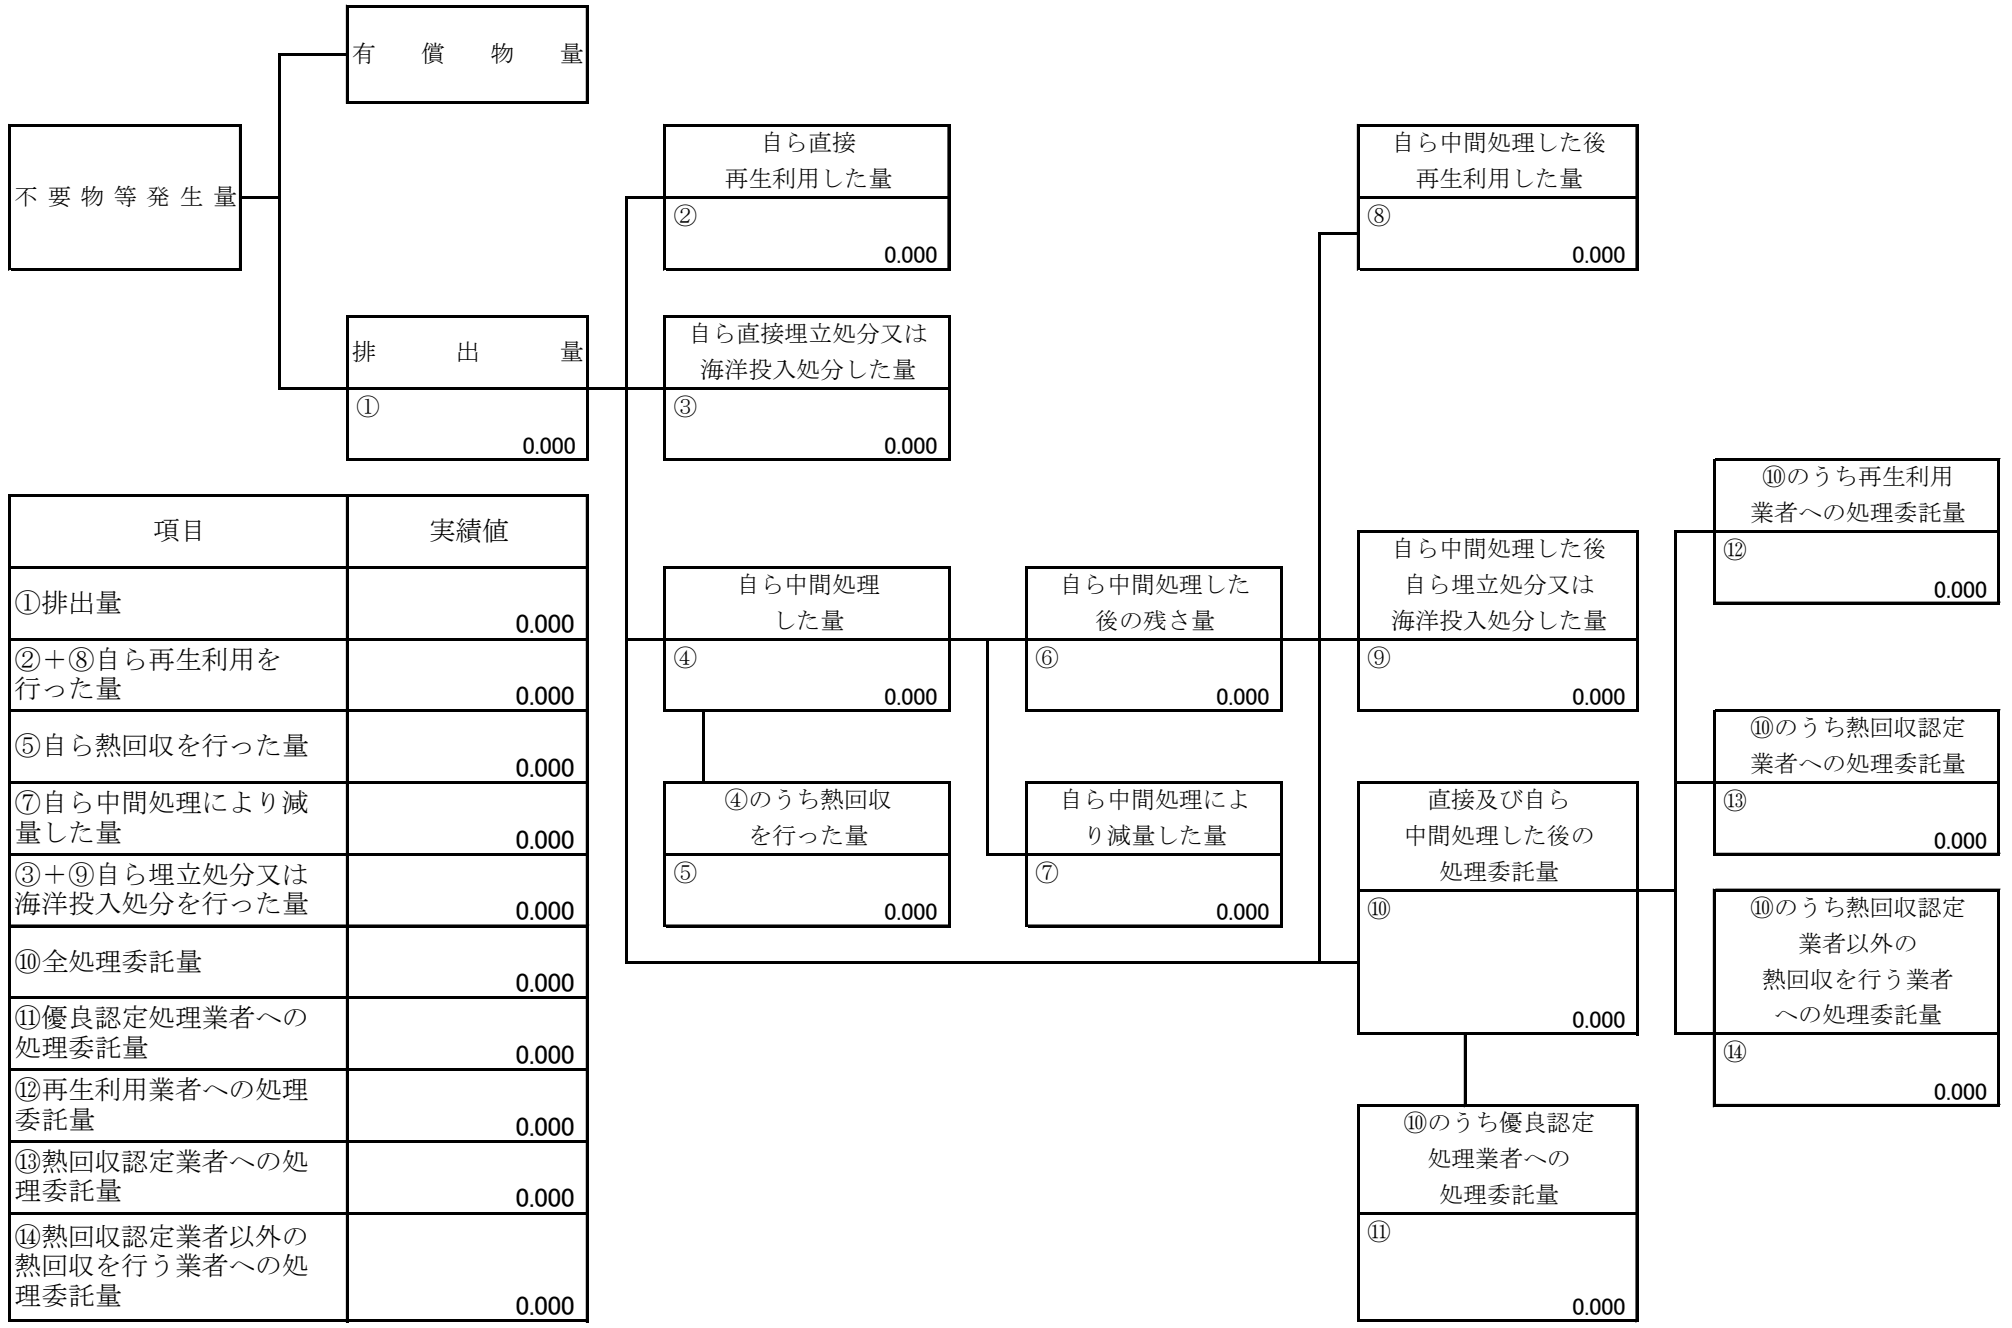 有償物量
不要物等発生量
排出量
①
0.000
自ら直接
再生利用した量
②
0.000
自ら直接埋立処分又は
海洋投入処分した量
③
0.000
自ら中間処理した後
再生利用した量
⑧
0.000
項目 実績値
①排出量
0.000
②+⑧自ら再生利用を
行った量
0.000
⑤自ら熱回収を行った量
0.000
⑦自ら中間処理により減
量した量
0.000
③+⑨自ら埋立処分又は
海洋投入処分を行った量
0.000
⑩全処理委託量
0.000
⑪優良認定処理業者への
処理委託量
0.000
⑫再生利用業者への処理
委託量
0.000
⑬熱回収認定業者への処
理委託量
0.000
⑭熱回収認定業者以外の
熱回収を行う業者への処
理委託量
0.000
自ら中間処理
した量
④
0.000
④のうち熱回収
を行った量
⑤
0.000
自ら中間処理した
後の残さ量
⑥
0.000
自ら中間処理によ
り減量した量
⑦
0.000
自ら中間処理した後
自ら埋立処分又は
海洋投入処分した量
⑨
0.000
直接及び自ら
中間処理した後の
処理委託量
⑩
0.000
⑩のうち優良認定
処理業者への
処理委託量
⑪
0.000
⑩のうち再生利用
業者への処理委託量
⑫
0.000
⑩のうち熱回収認定
業者への処理委託量
⑬
0.000
⑩のうち熱回収認定
業者以外の
熱回収を行う業者
への処理委託量
⑭
0.000